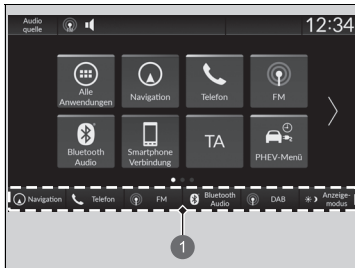 Audio
quelle
12:34
Alle
Anwendungen
Navigation
Telefon
FM
Bluetooth
Audio
Smartphone
Verbindung
TA
PHEV-Menü
Navigation
Telefon
FM
Bluetooth
Audio
DAB
Anzeige-
modus
1